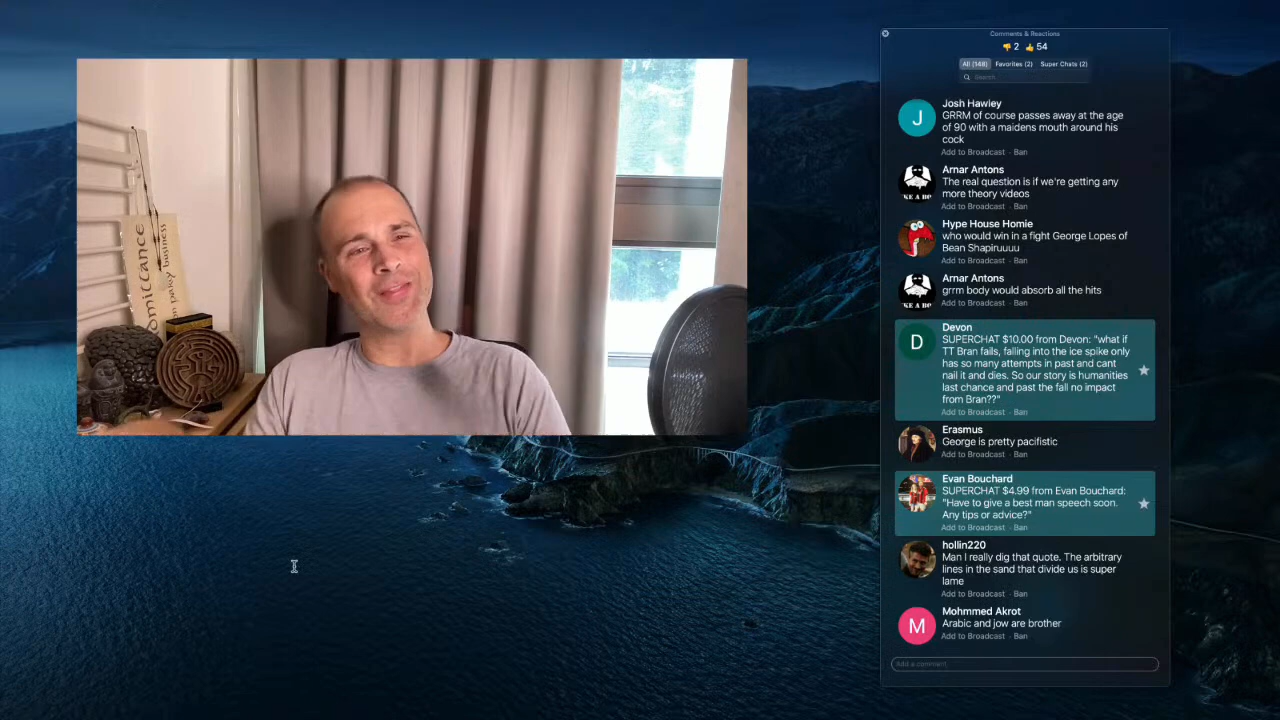 admittance
on party business
Comments & Reactions
👎 2 👍 54
All (148) Favorites (2) Super Chats (2)
Search
J
Josh Hawley
GRRM of course passes away at the age
of 90 with a maidens mouth around his
cock
Add to Broadcast · Ban
Arnar Antons
The real question is if we're getting any
more theory videos
Add to Broadcast · Ban
Hype House Homie
who would win in a fight George Lopes of
Bean Shapiruuuu
Add to Broadcast · Ban
Arnar Antons
grrm body would absorb all the hits
Add to Broadcast · Ban
D
Devon
SUPERCHAT $10.00 from Devon: "what if
TT Bran fails, falling into the ice spike only
has so many attempts in past and cant
nail it and dies. So our story is humanities
last chance and past the fall no impact
from Bran??"
Add to Broadcast · Ban
Erasmus
George is pretty pacifistic
Add to Broadcast · Ban
Evan Bouchard
SUPERCHAT $4.99 from Evan Bouchard:
"Have to give a best man speech soon.
Any tips or advice?"
Add to Broadcast · Ban
hollin220
Man I really dig that quote. The arbitrary
lines in the sand that divide us is super
lame
Add to Broadcast · Ban
M
Mohmmed Akrot
Arabic and jow are brother
Add to Broadcast · Ban
Add a comment